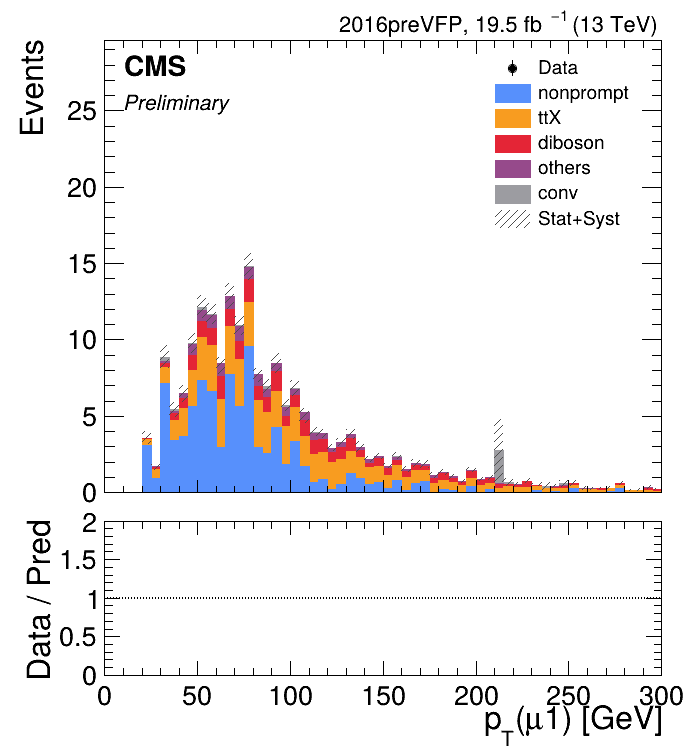 2016preVFP, 19.5 fb⁻¹ (13 TeV)
CMS
Preliminary
Events
25
20
15
10
5
0
Data
nonprompt
ttX
diboson
others
conv
Stat+Syst
Data / Pred
2
1.5
1
0.5
0
0 50 100 150 200 250 300
p_T(μ1) [GeV]